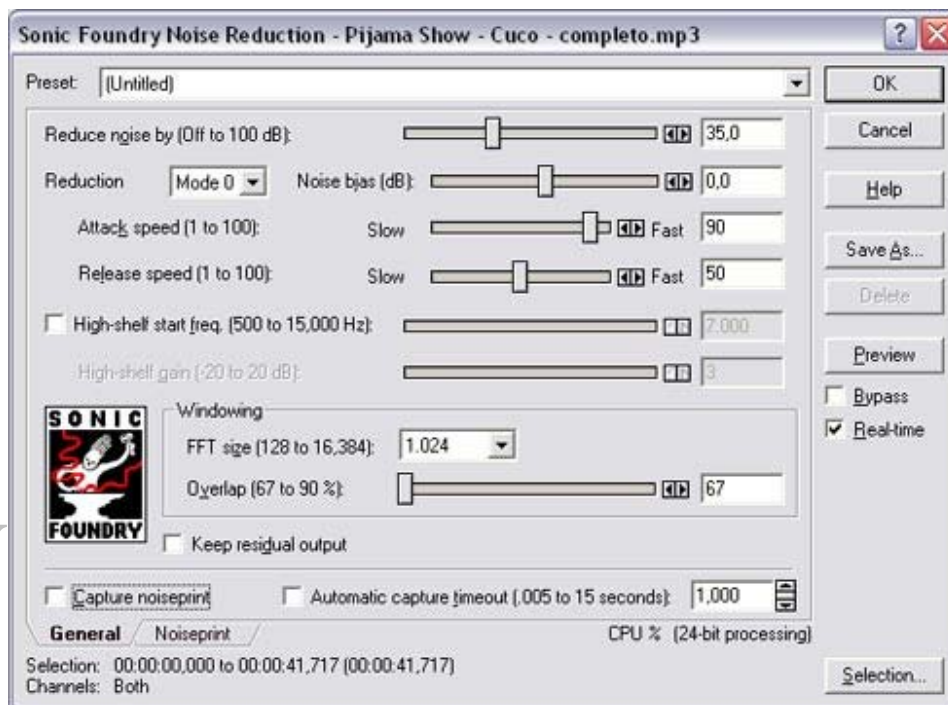 Sonic Foundry Noise Reduction - Pijama Show - Cuco - completo.mp3
Preset: (Untitled)
OK
Reduce noise by (Off to 100 dB): 35,0
Cancel
Reduction Mode 0 Noise bias (dB): 0,0
Help
Attack speed (1 to 100): Slow Fast 90
Release speed (1 to 100): Slow Fast 50
Save As...
Delete
High-shelf start freq. (500 to 15,000 Hz): 7.000
High-shelf gain (-20 to 20 dB): 3
Preview
Bypass
Real-time
SONIC
FOUNDRY
Windowing
FFT size (128 to 16,384): 1.024
Overlap (67 to 90 %): 67
Keep residual output
Capture noiseprint Automatic capture timeout (.005 to 15 seconds): 1,000
General Noiseprint CPU % (24-bit processing)
Selection: 00:00:00,000 to 00:00:41,717 (00:00:41,717)
Channels: Both
Selection...